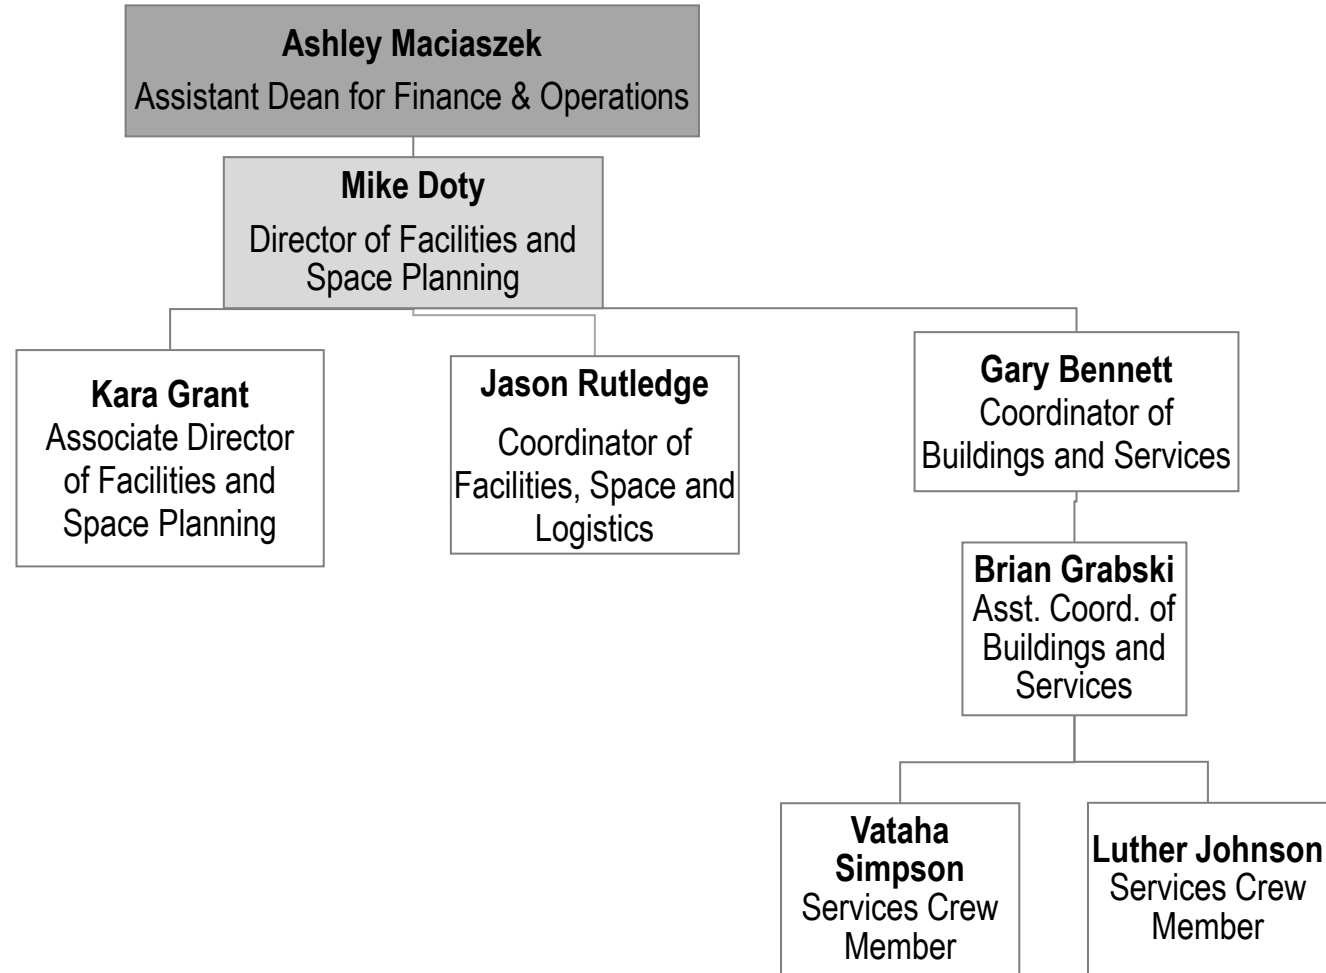 Ashley Maciaszek
Assistant Dean for Finance & Operations
Mike Doty
Director of Facilities and
Space Planning
Kara Grant
Associate Director
of Facilities and
Space Planning
Jason Rutledge
Coordinator of
Facilities, Space and
Logistics
Gary Bennett
Coordinator of
Buildings and Services
Brian Grabski
Asst. Coord. of
Buildings and
Services
Vataha
Simpson
Services Crew
Member
Luther Johnson
Services Crew
Member